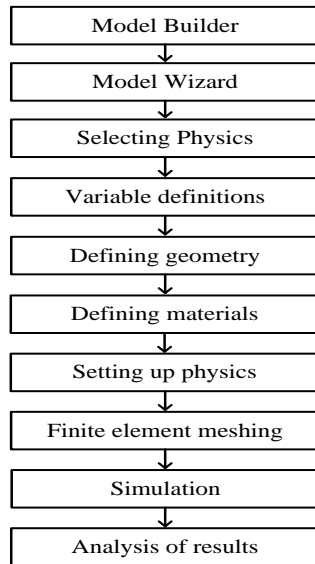 Model Builder
Model Wizard
Selecting Physics
Variable definitions
Defining geometry
Defining materials
Setting up physics
Finite element meshing
Simulation
Analysis of results